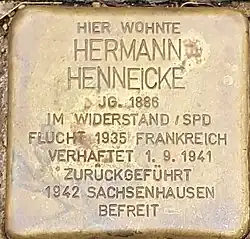 HIER WOHNTE
HERMANN
HENNEICKE
JG. 1886
IM WIDERSTAND / SPD
FLUCHT 1935 FRANKREICH
VERHAFTET 1. 9. 1941
ZURÜCKGEFÜHRT
1942 SACHSENHAUSEN
BEFREIT